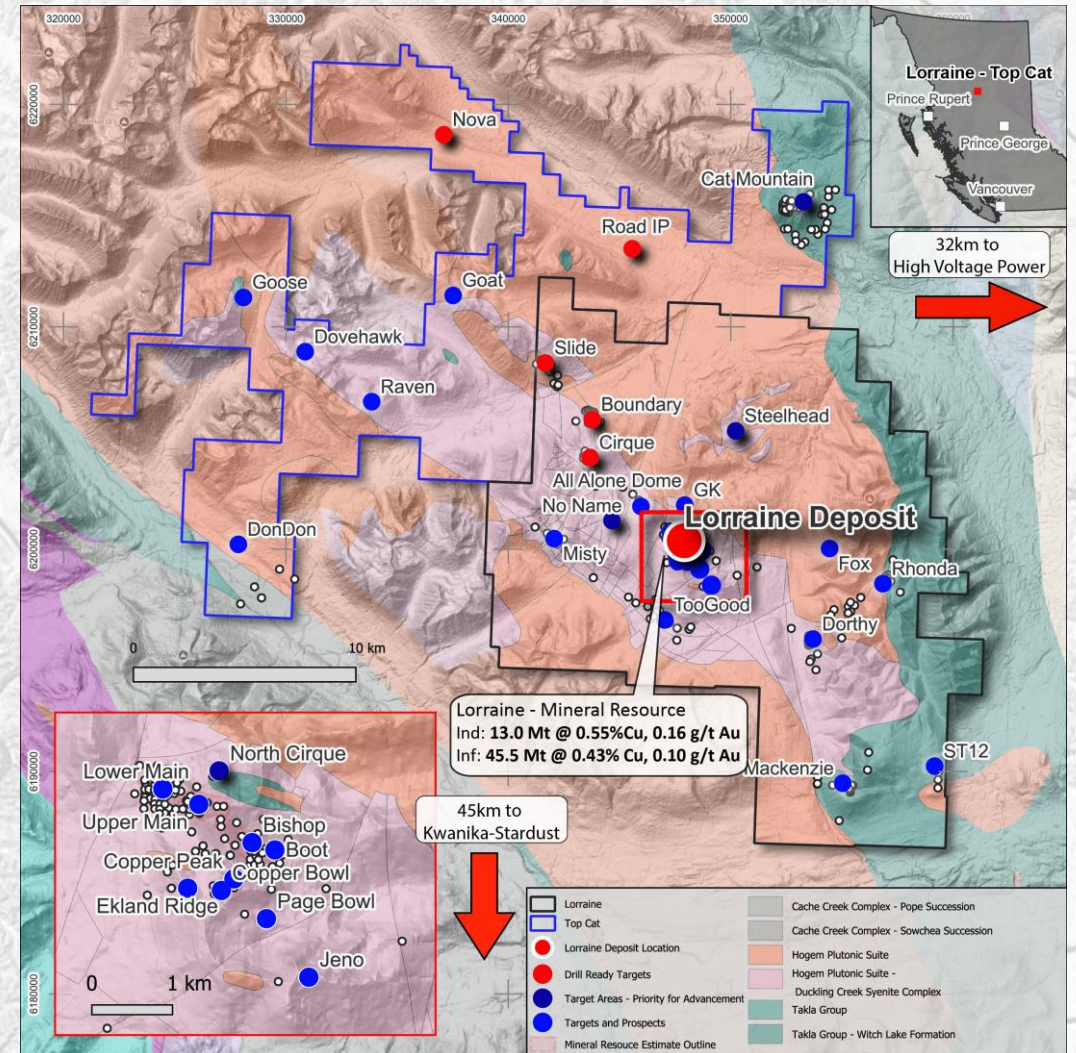 320000
330000
340000
350000
6220000
6210000
6200000
6190000
6180000
Lorraine - Top Cat
Prince Rupert
Prince George
Vancouver
Nova
Cat Mountain
Road IP
32km to
High Voltage Power
Goose
Goat
Dovehawk
Slide
Raven
Boundary
Steelhead
Cirque
All Alone Dome
GK
No Name
Lorraine Deposit
DonDon
Misty
Fox
Rhonda
TooGood
Dorthy
0
10 km
Lorraine - Mineral Resource
Ind: 13.0 Mt @ 0.55%Cu, 0.16 g/t Au
Inf: 45.5 Mt @ 0.43% Cu, 0.10 g/t Au
Mackenzie
ST12
45km to
Kwanika-Stardust
North Cirque
Lower Main
Upper Main
Bishop
Boot
Copper Peak
Copper Bowl
Ekland Ridge
Page Bowl
Jeno
0
1 km
Lorraine
Top Cat
Lorraine Deposit Location
Drill Ready Targets
Target Areas - Priority for Advancement
Targets and Prospects
Mineral Resouce Estimate Outline
Cache Creek Complex - Pope Succession
Cache Creek Complex - Sowchea Succession
Hogem Plutonic Suite
Hogem Plutonic Suite -
Duckling Creek Syenite Complex
Takla Group
Takla Group - Witch Lake Formation